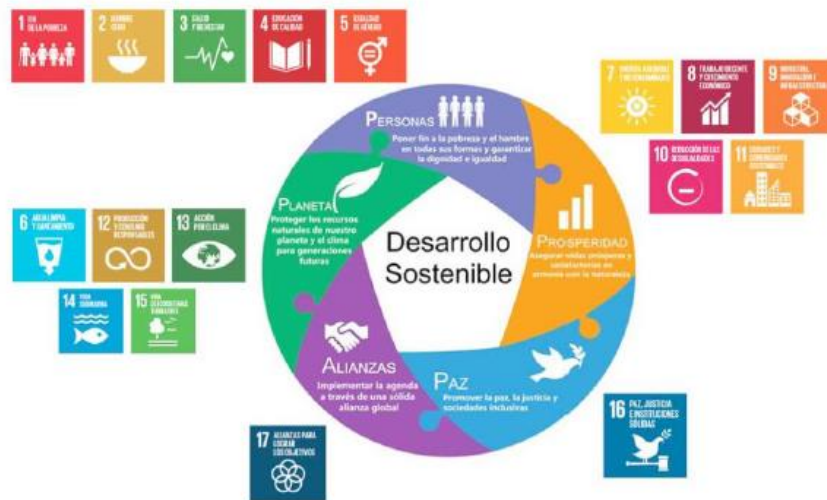 1 FIN
DE LA POBREZA
2 HAMBRE
CERO
3 SALUD
Y BIENESTAR
4 EDUCACIÓN
DE CALIDAD
5 IGUALDAD
DE GÉNERO
7 ENERGÍA ASEQUIBLE
Y NO CONTAMINANTE
8 TRABAJO DECENTE
Y CRECIMIENTO
ECONÓMICO
9 INDUSTRIA,
INNOVACIÓN E
INFRAESTRUCTURA
10 REDUCCIÓN DE LAS
DESIGUALDADES
11 CIUDADES Y
COMUNIDADES
SOSTENIBLES
PERSONAS
Poner fin a la pobreza y el hambre
en todas sus formas y garantizar
la dignidad e igualdad
PLANETA
Proteger los recursos
naturales de nuestro
planeta y el clima
para generaciones
futuras
Desarrollo
Sostenible
PROSPERIDAD
Asegurar vidas prósperas y
satisfactorias en
armonía con la naturaleza
6 AGUA LIMPIA
Y SANEAMIENTO
12 PRODUCCIÓN
Y CONSUMO
RESPONSABLES
13 ACCIÓN
POR EL CLIMA
14 VIDA
SUBMARINA
15 VIDA
DE ECOSISTEMAS
TERRESTRES
ALIANZAS
Implementar la agenda
a través de una sólida
alianza global
PAZ
Promover la paz, la justicia y
sociedades inclusivas
17 ALIANZAS PARA
LOGRAR
LOS OBJETIVOS
16 PAZ, JUSTICIA
E INSTITUCIONES
SÓLIDAS